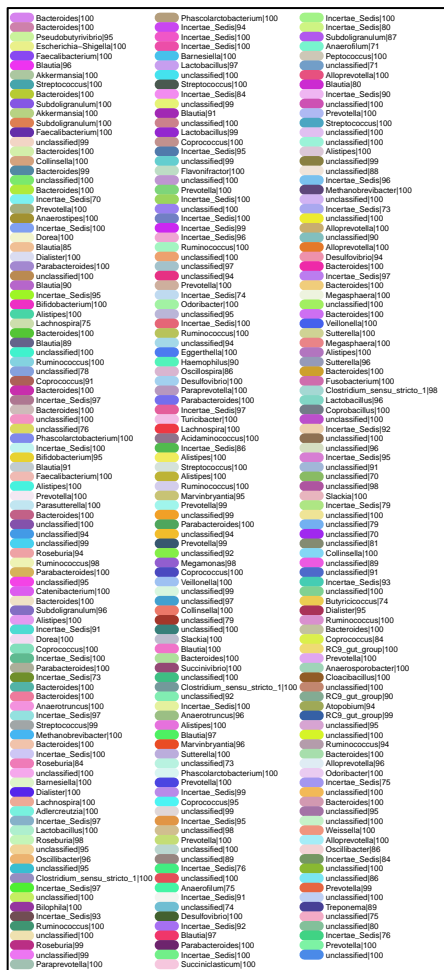 Bacteroides|100
Bacteroides|100
Pseudobutyrivibrio|95
Escherichia-Shigella|100
Faecalibacterium|100
Blautia|96
Akkermansia|100
Streptococcus|100
Bacteroides|100
Subdoligranulum|100
Akkermansia|100
Subdoligranulum|100
Faecalibacterium|100
unclassified|99
Bacteroides|100
Collinsella|100
Bacteroides|99
unclassified|100
Bacteroides|100
Incertae_Sedis|70
Prevotella|100
Anaerostipes|100
Incertae_Sedis|100
Dorea|100
Blautia|85
Dialister|100
Parabacteroides|100
unclassified|100
Blautia|90
Incertae_Sedis|95
Bifidobacterium|100
Alistipes|100
Lachnospira|75
Bacteroides|100
Blautia|89
unclassified|100
Ruminococcus|100
unclassified|78
Coprococcus|91
Bacteroides|100
Incertae_Sedis|97
Bacteroides|100
unclassified|100
unclassified|76
Phascolarctobacterium|100
Incertae_Sedis|100
Bifidobacterium|95
Blautia|91
Faecalibacterium|100
Alistipes|100
Prevotella|100
Parasutterella|100
Bacteroides|100
unclassified|100
unclassified|94
unclassified|99
Roseburia|94
Ruminococcus|98
Parabacteroides|100
unclassified|95
Catenibacterium|100
Bacteroides|100
Subdoligranulum|96
Alistipes|100
Incertae_Sedis|91
Dorea|100
Coprococcus|100
Incertae_Sedis|100
Parabacteroides|100
Incertae_Sedis|73
Bacteroides|100
Bacteroides|100
Anaerotruncus|100
Incertae_Sedis|97
Streptococcus|99
Methanobrevibacter|100
Bacteroides|100
Incertae_Sedis|100
Roseburia|84
Barnesiella|100
Dialister|100
Lachnospira|100
Adlercreutzia|100
Incertae_Sedis|97
Lactobacillus|100
Roseburia|98
unclassified|95
Oscillibacter|96
unclassified|95
Clostridium_sensu_stricto_1|100
Incertae_Sedis|97
unclassified|100
Bilophila|100
Incertae_Sedis|93
Ruminococcus|100
unclassified|100
Roseburia|99
Paraprevotella|100
Phascolarctobacterium|100
Incertae_Sedis|94
Incertae_Sedis|100
Incertae_Sedis|100
Barnesiella|100
Lactobacillus|97
unclassified|100
Streptococcus|100
Incertae_Sedis|84
unclassified|99
Blautia|91
unclassified|100
Lactobacillus|99
Coprococcus|100
Incertae_Sedis|95
unclassified|99
Flavonifractor|100
unclassified|100
Prevotella|100
Incertae_Sedis|100
unclassified|100
Incertae_Sedis|100
Incertae_Sedis|99
Incertae_Sedis|96
Ruminococcus|100
unclassified|100
unclassified|97
unclassified|94
Prevotella|100
Incertae_Sedis|74
Odoribacter|100
unclassified|95
Incertae_Sedis|100
Ruminococcus|100
unclassified|94
Eggerthella|100
Haemophilus|90
Oscillospira|86
Desulfovibrio|100
Paraprevotella|100
Parabacteroides|100
Incertae_Sedis|97
Turicibacter|100
Lachnospira|100
Acidaminococcus|100
Incertae_Sedis|86
Alistipes|100
Streptococcus|100
Alistipes|100
Ruminococcus|100
Marvinbryantia|95
Prevotella|99
unclassified|99
Parabacteroides|100
unclassified|94
Prevotella|99
unclassified|92
Megamonas|98
Coprococcus|100
Veillonella|100
unclassified|99
unclassified|97
Collinsella|100
unclassified|79
unclassified|100
Slackia|100
Blautia|100
Bacteroides|100
Succinivibrio|100
unclassified|100
Clostridium_sensu_stricto_1|100
unclassified|92
Incertae_Sedis|100
Anaerotruncus|96
Alistipes|100
Blautia|97
Marvinbryantia|96
Sutterella|100
unclassified|73
Phascolarctobacterium|100
Prevotella|100
Incertae_Sedis|99
Coprococcus|95
unclassified|99
Incertae_Sedis|95
unclassified|98
Prevotella|100
unclassified|100
unclassified|89
Incertae_Sedis|76
unclassified|100
Anaerofilum|75
Incertae_Sedis|91
unclassified|74
Desulfovibrio|100
Incertae_Sedis|92
Blautia|97
Parabacteroides|100
Incertae_Sedis|100
Succiniclasticum|100
Incertae_Sedis|100
Incertae_Sedis|80
Subdoligranulum|87
Anaerofilum|71
Peptococcus|100
unclassified|71
Alloprevotella|100
Blautia|80
Incertae_Sedis|90
unclassified|100
Prevotella|100
Streptococcus|100
unclassified|100
unclassified|100
Alistipes|100
unclassified|99
unclassified|88
Incertae_Sedis|96
Methanobrevibacter|100
unclassified|100
Incertae_Sedis|73
unclassified|100
Alloprevotella|100
unclassified|90
Alloprevotella|100
Desulfovibrio|94
Bacteroides|100
Incertae_Sedis|97
Megasphaera|100
unclassified|100
Bacteroides|100
Veillonella|100
Sutterella|100
Megasphaera|100
Alistipes|100
Sutterella|96
Bacteroides|100
Fusobacterium|100
Clostridium_sensu_stricto_1|98
Lactobacillus|96
Coprobacillus|100
unclassified|100
Incertae_Sedis|92
unclassified|100
unclassified|96
Incertae_Sedis|95
unclassified|91
unclassified|70
unclassified|98
Slackia|100
Incertae_Sedis|79
unclassified|100
unclassified|79
unclassified|70
unclassified|81
Collinsella|100
unclassified|89
unclassified|91
Incertae_Sedis|93
unclassified|100
Butyricicoccus|74
Dialister|95
Ruminococcus|100
Bacteroides|100
Coprococcus|84
RC9_gut_group|100
Prevotella|100
Anaerosporobacter|100
Cloacibacillus|100
unclassified|100
RC9_gut_group|90
Atopobium|94
RC9_gut_group|99
unclassified|95
unclassified|100
Ruminococcus|94
Bacteroides|100
Alloprevotella|96
Odoribacter|100
Incertae_Sedis|75
unclassified|100
Bacteroides|100
unclassified|95
unclassified|100
Weissella|100
Alloprevotella|100
Oscillibacter|86
Incertae_Sedis|84
unclassified|100
unclassified|86
Prevotella|99
Treponema|89
unclassified|75
unclassified|80
Incertae_Sedis|76
Prevotella|100
unclassified|100